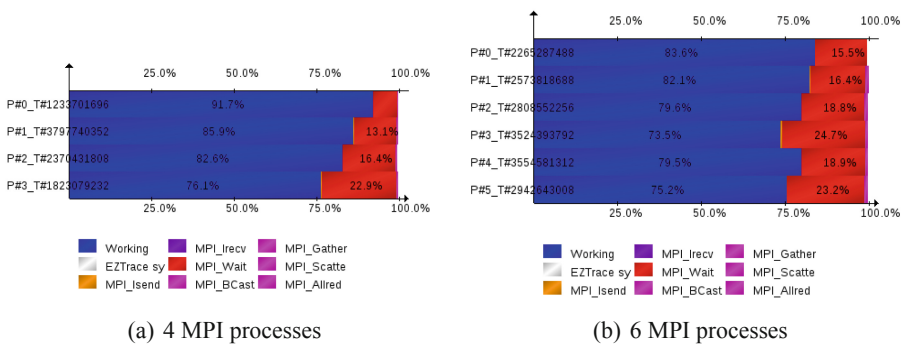 25.0% 50.0% 75.0% 100.0%
P#0_T#1233701696 91.7%
P#1_T#3797740352 85.9% 13.1%
P#2_T#2370431808 82.6% 16.4%
P#3_T#1823079232 76.1% 22.9%
25.0% 50.0% 75.0% 100.0%
Working MPI_Irecv MPI_Gather
EZTrace sy MPI_Wait MPI_Scatte
MPI_Isend MPI_BCast MPI_Allred
(a) 4 MPI processes
25.0% 50.0% 75.0% 100.0%
P#0_T#2265287488 83.6% 15.5%
P#1_T#2573818688 82.1% 16.4%
P#2_T#2808552256 79.6% 18.8%
P#3_T#3524393792 73.5% 24.7%
P#4_T#3554581312 79.5% 18.9%
P#5_T#2942643008 75.2% 23.2%
25.0% 50.0% 75.0% 100.0%
Working MPI_Irecv MPI_Gather
EZTrace sy MPI_Wait MPI_Scatte
MPI_Isend MPI_BCast MPI_Allred
(b) 6 MPI processes